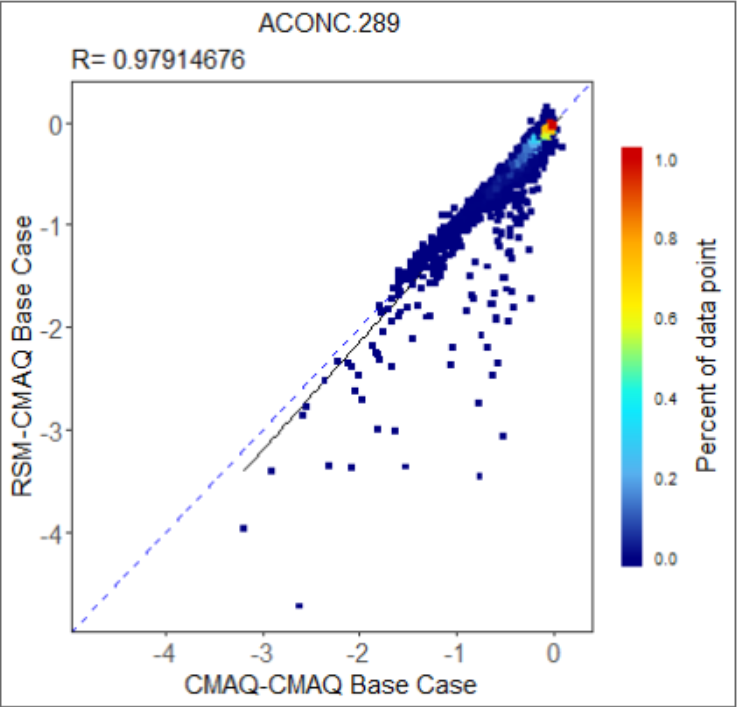 ACONC.289
R= 0.97914676
0
-1
-2
-3
-4
RSM-CMAQ Base Case
-4 -3 -2 -1 0
CMAQ-CMAQ Base Case
1.0
0.8
0.6
0.4
0.2
0.0
Percent of data point